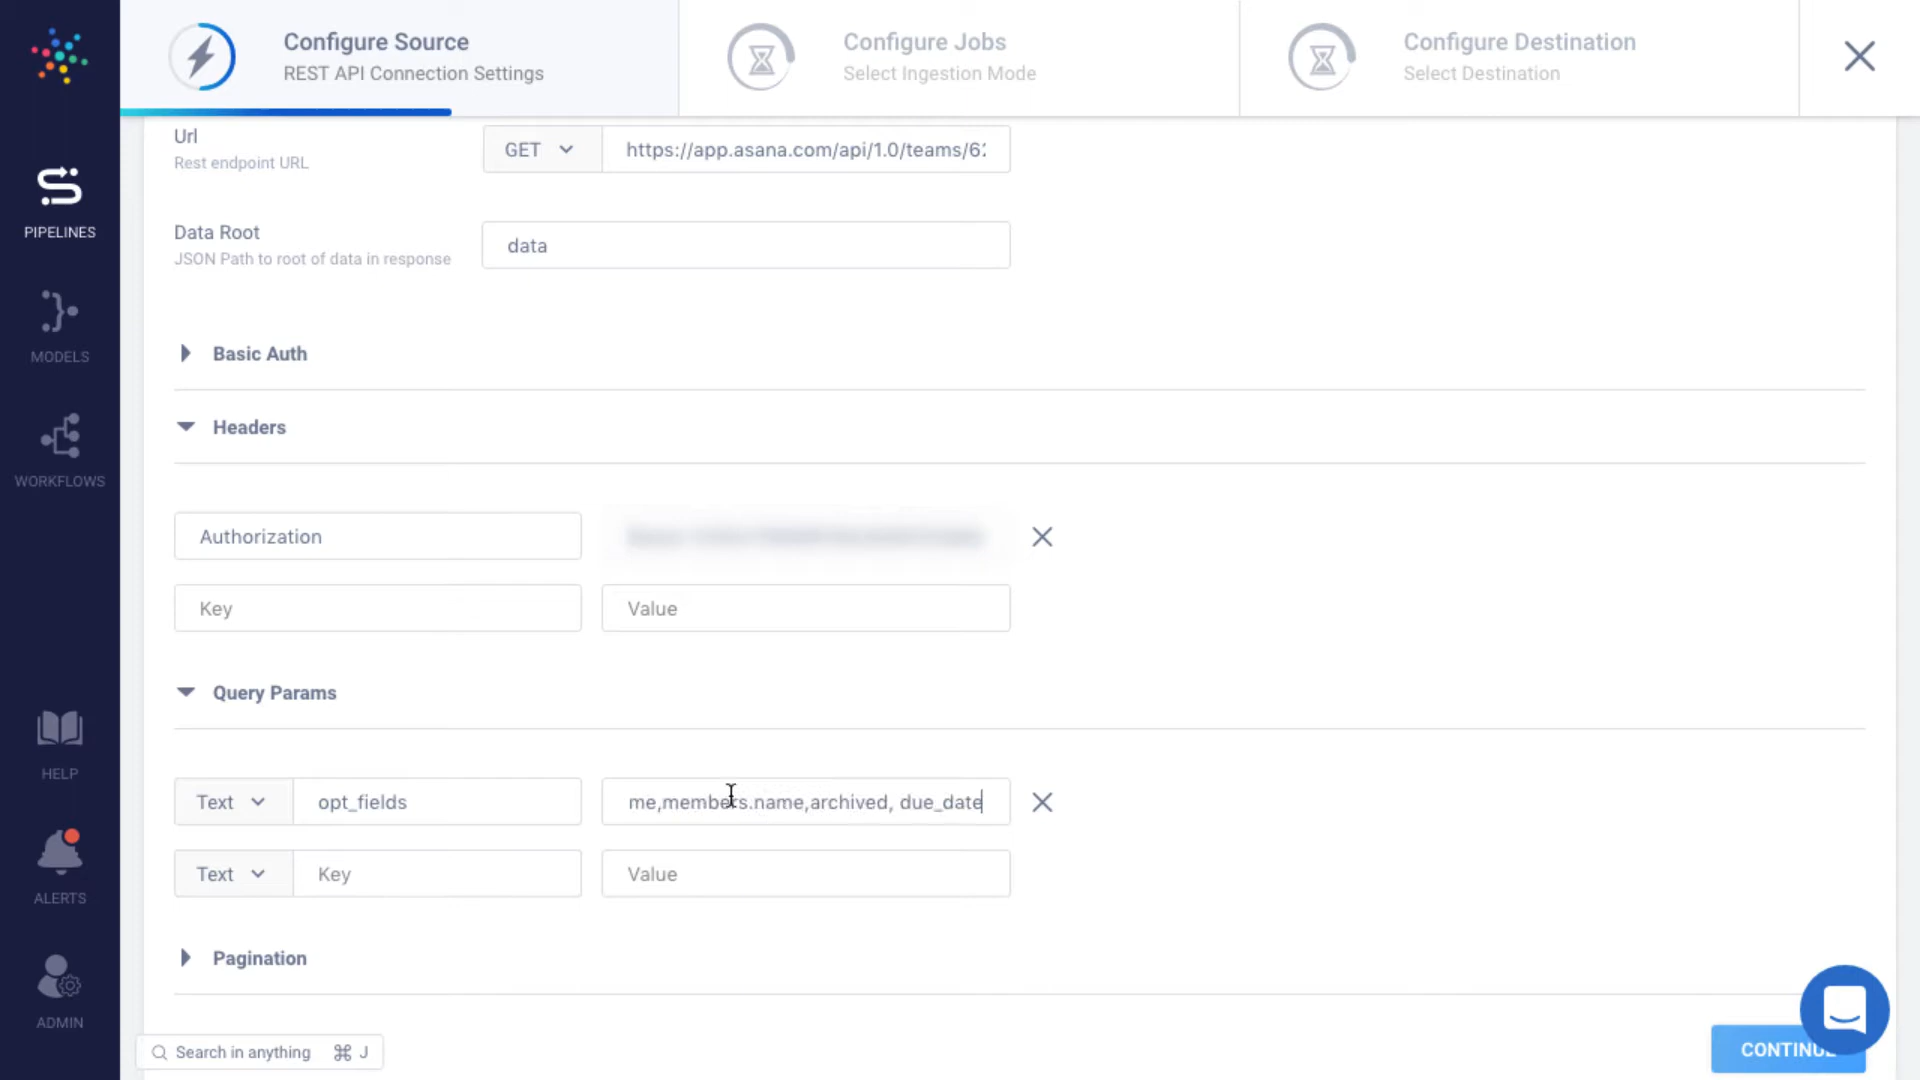 Configure Source
REST API Connection Settings
Configure Jobs
Select Ingestion Mode
Configure Destination
Select Destination
PIPELINES
MODELS
WORKFLOWS
HELP
ALERTS
ADMIN
Url
Rest endpoint URL
GET
https://app.asana.com/api/1.0/teams/62
Data Root
JSON Path to root of data in response
data
Basic Auth
Headers
Authorization
Key
Value
Query Params
Text
opt_fields
me,members.name,archived, due_date
Text
Key
Value
Pagination
Search in anything
⌘ J
CONTINUE